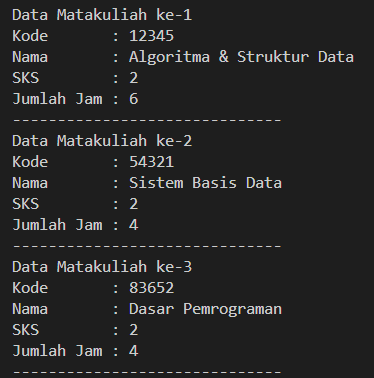 Data Matakuliah ke-1
Kode       : 12345
Nama       : Algoritma & Struktur Data
SKS        : 2
Jumlah Jam : 6
------------------------------
Data Matakuliah ke-2
Kode       : 54321
Nama       : Sistem Basis Data
SKS        : 2
Jumlah Jam : 4
------------------------------
Data Matakuliah ke-3
Kode       : 83652
Nama       : Dasar Pemrograman
SKS        : 2
Jumlah Jam : 4
------------------------------